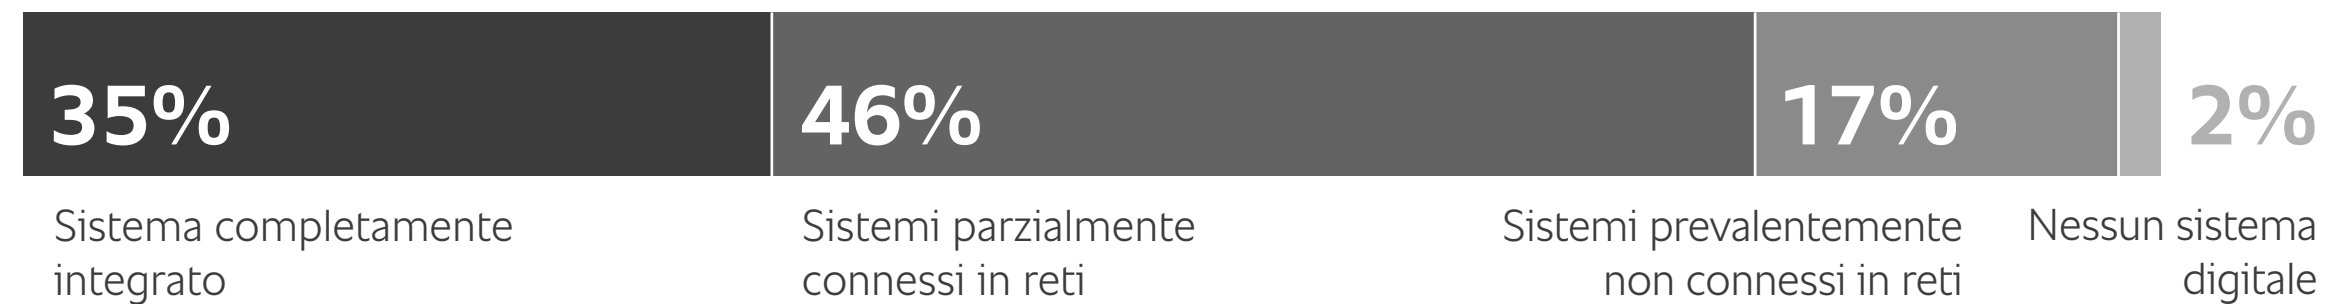 35%
46%
17%
2%
Sistema completamente
integrato
Sistemi parzialmente
connessi in reti
Sistemi prevalentemente
non connessi in reti
Nessun sistema
digitale